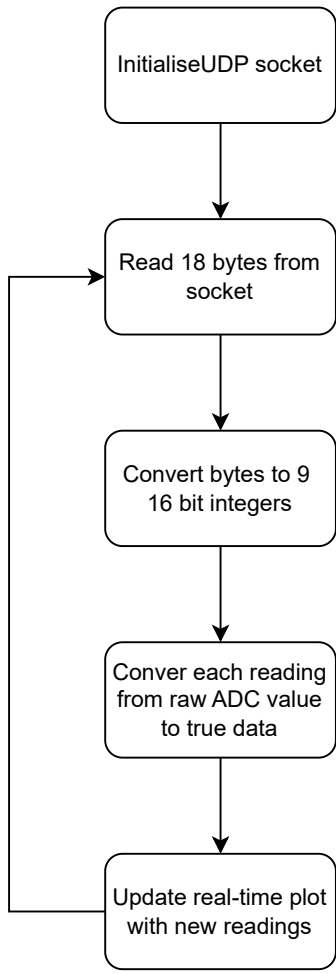 InitialiseUDP socket
Read 18 bytes from
socket
Convert bytes to 9
16 bit integers
Conver each reading
from raw ADC value
to true data
Update real-time plot
with new readings